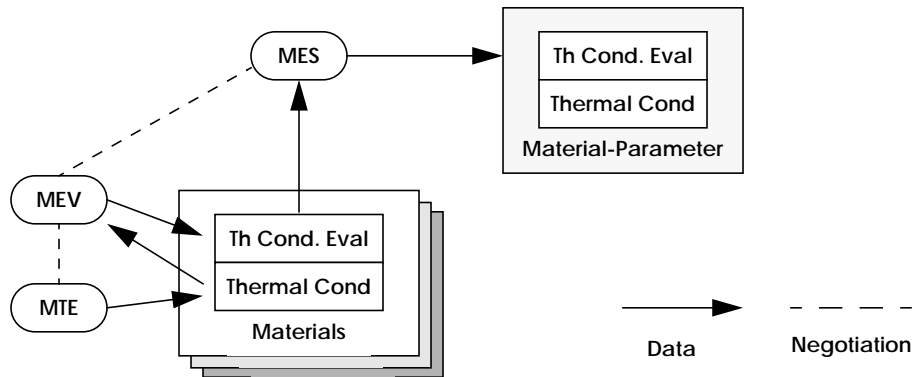 MES
Th Cond. Eval
Thermal Cond
Material-Parameter
MEV
Th Cond. Eval
MTE
Thermal Cond
Materials
Data
Negotiation